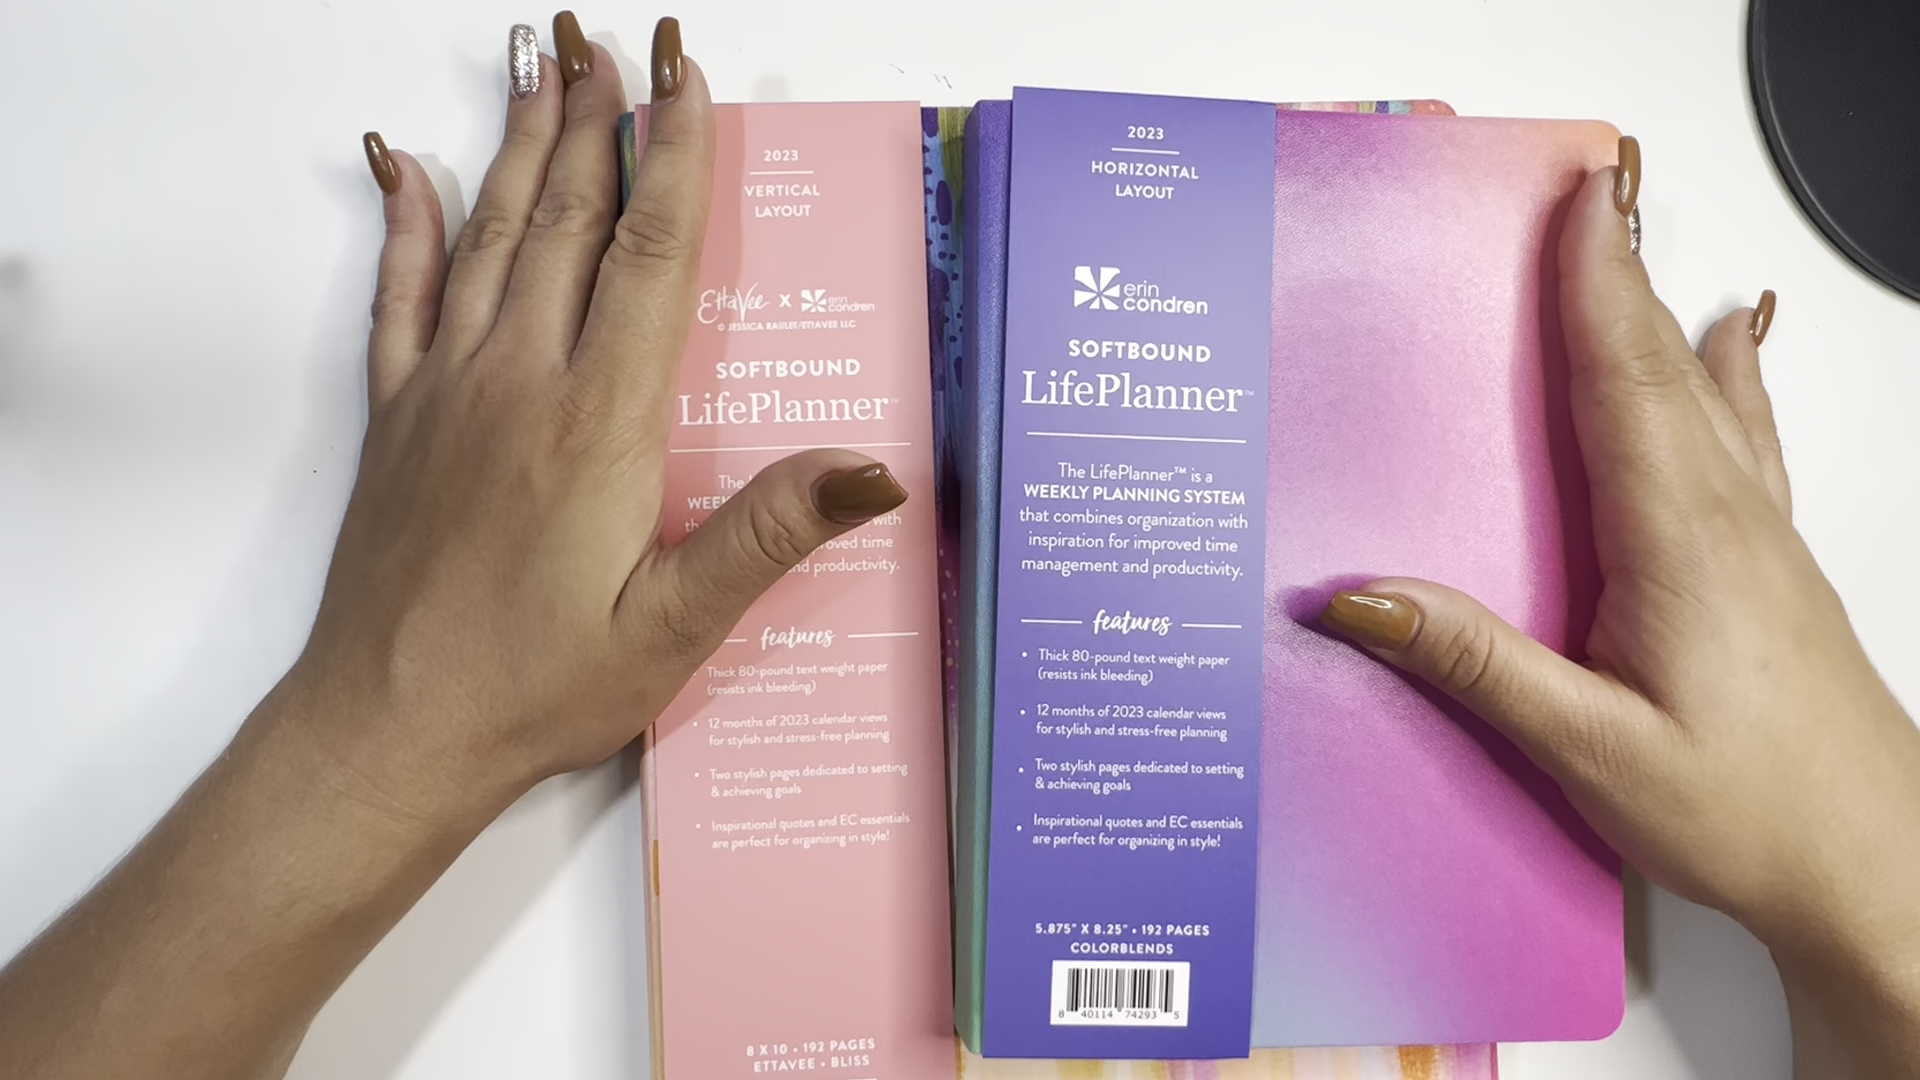 2023
VERTICAL
LAYOUT
EttaVee X erin condren
© JESSICA RAULET/ETTAVEE LLC
SOFTBOUND
LifePlanner™
The
with
time
and productivity.
features
Thick 80-pound text weight paper
(resists ink bleeding)
• 12 months of 2023 calendar views
for stylish and stress-free planning
• Two stylish pages dedicated to setting
& achieving goals
• Inspirational quotes and EC essentials
are perfect for organizing in style!
8 X 10 • 192 PAGES
ETTAVEE • BLISS
2023
HORIZONTAL
LAYOUT
erin
condren
SOFTBOUND
LifePlanner™
The LifePlanner™ is a
WEEKLY PLANNING SYSTEM
that combines organization with
inspiration for improved time
management and productivity.
features
• Thick 80-pound text weight paper
(resists ink bleeding)
• 12 months of 2023 calendar views
for stylish and stress-free planning
• Two stylish pages dedicated to setting
& achieving goals
• Inspirational quotes and EC essentials
are perfect for organizing in style!
5.875" X 8.25" • 192 PAGES
COLORBLENDS
8 40114 74293 5